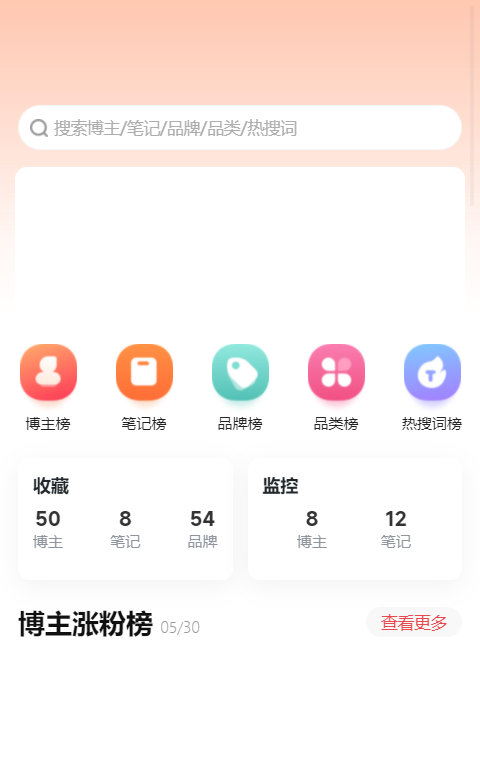 搜索博主/笔记/品牌/品类/热搜词
博主榜 笔记榜 品牌榜 品类榜 热搜词榜
收藏 监控
50 8 54 8 12
博主 笔记 品牌 博主 笔记
博主涨粉榜 05/30 查看更多